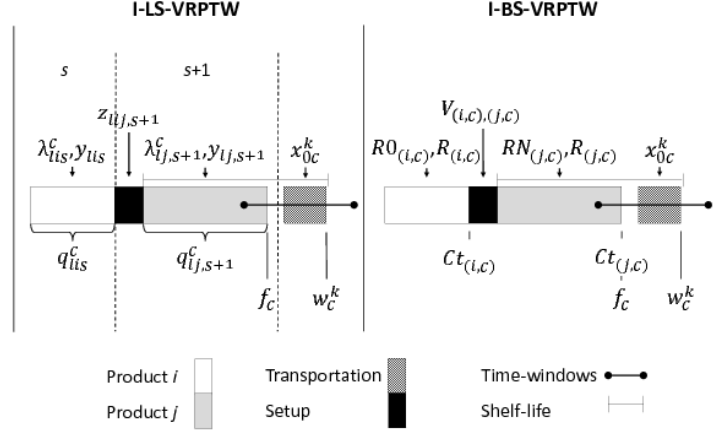 I-LS-VRPTW I-BS-VRPTW
s s+1
z_{lij,s+1} V_{(i,c),(j,c)}
λ^c_{lis},y_{lis} λ^c_{lj,s+1},y_{lj,s+1} x^k_{0c} R0_{(i,c)},R_{(i,c)} RN_{(j,c)},R_{(j,c)} x^k_{0c}
q^c_{lis} q^c_{lj,s+1} Ct_{(i,c)} Ct_{(j,c)}
f_c w^k_c f_c w^k_c
Product i Transportation Time-windows
Product j Setup Shelf-life